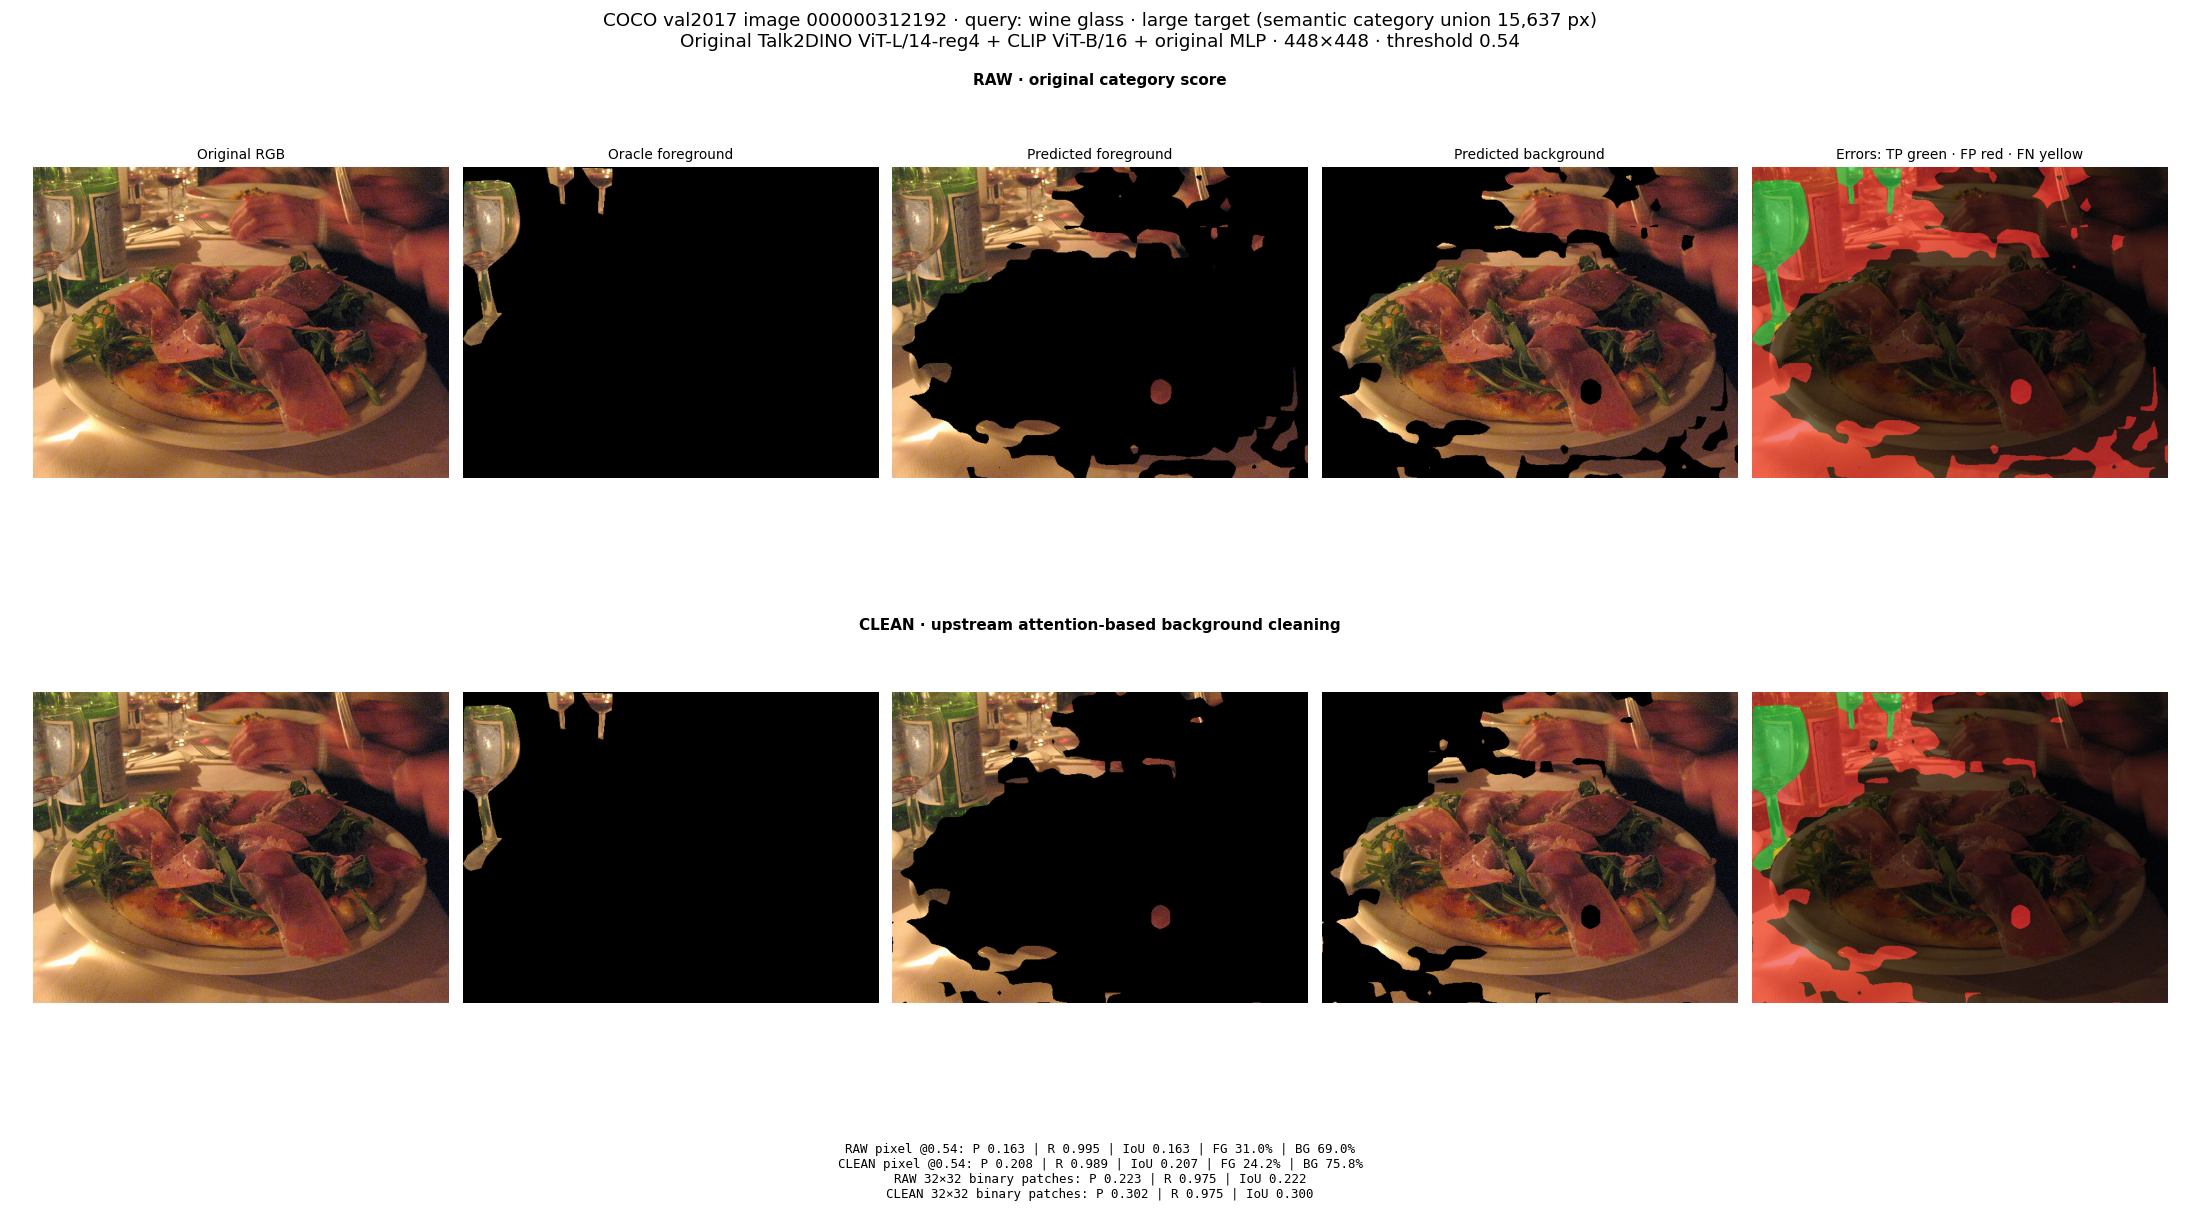 COCO val2017 image 000000312192 · query: wine glass · large target (semantic category union 15,637 px)
Original Talk2DINO ViT-L/14-reg4 + CLIP ViT-B/16 + original MLP · 448×448 · threshold 0.54
RAW · original category score
Original RGB
Oracle foreground
Predicted foreground
Predicted background
Errors: TP green · FP red · FN yellow
CLEAN · upstream attention-based background cleaning
RAW pixel @0.54: P 0.163 | R 0.995 | IoU 0.163 | FG 31.0% | BG 69.0%
CLEAN pixel @0.54: P 0.208 | R 0.989 | IoU 0.207 | FG 24.2% | BG 75.8%
RAW 32×32 binary patches: P 0.223 | R 0.975 | IoU 0.222
CLEAN 32×32 binary patches: P 0.302 | R 0.975 | IoU 0.300